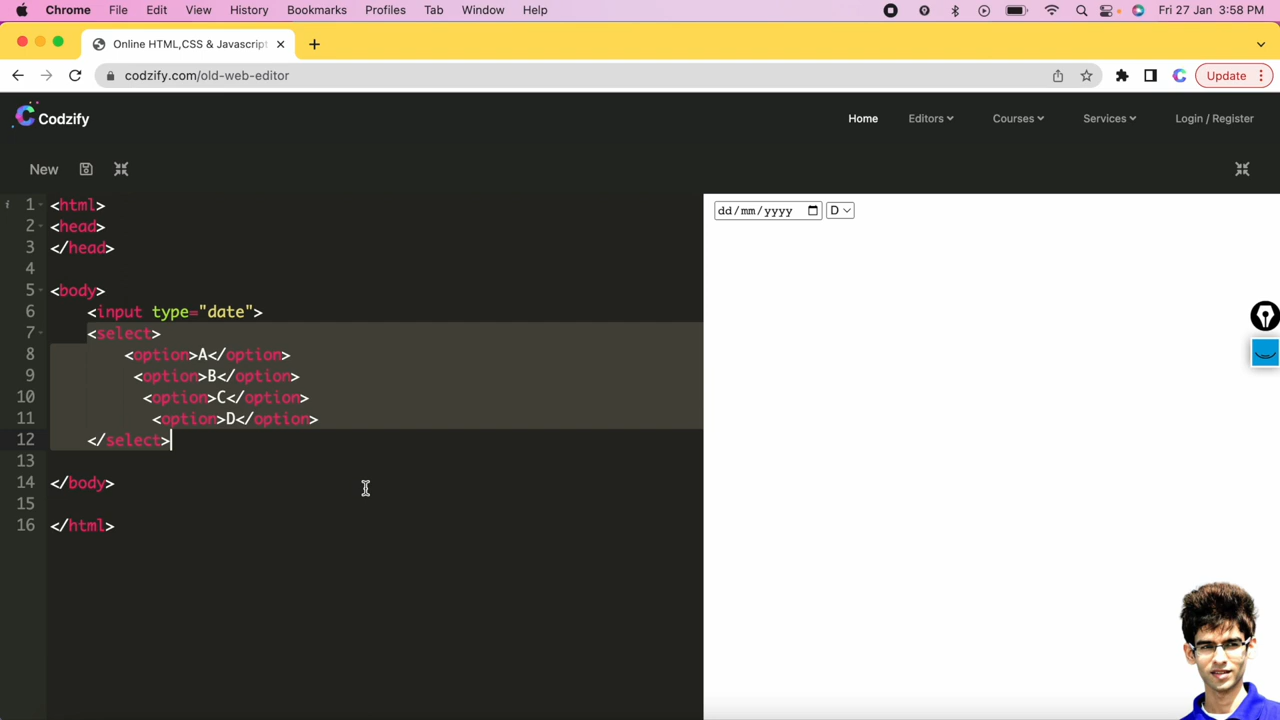 Chrome File Edit View History Bookmarks Profiles Tab Window Help Fri 27 Jan 3:58 PM
Online HTML,CSS & Javascript
codzify.com/old-web-editor Update
Codzify Home Editors Courses Services Login / Register
New
i 1 <html>
2 <head>
3 </head>
4
5 <body>
6 <input type="date">
7 <select>
8 <option>A</option>
9 <option>B</option>
10 <option>C</option>
11 <option>D</option>
12 </select>
13
14 </body>
15
16 </html>
dd/mm/yyyy D